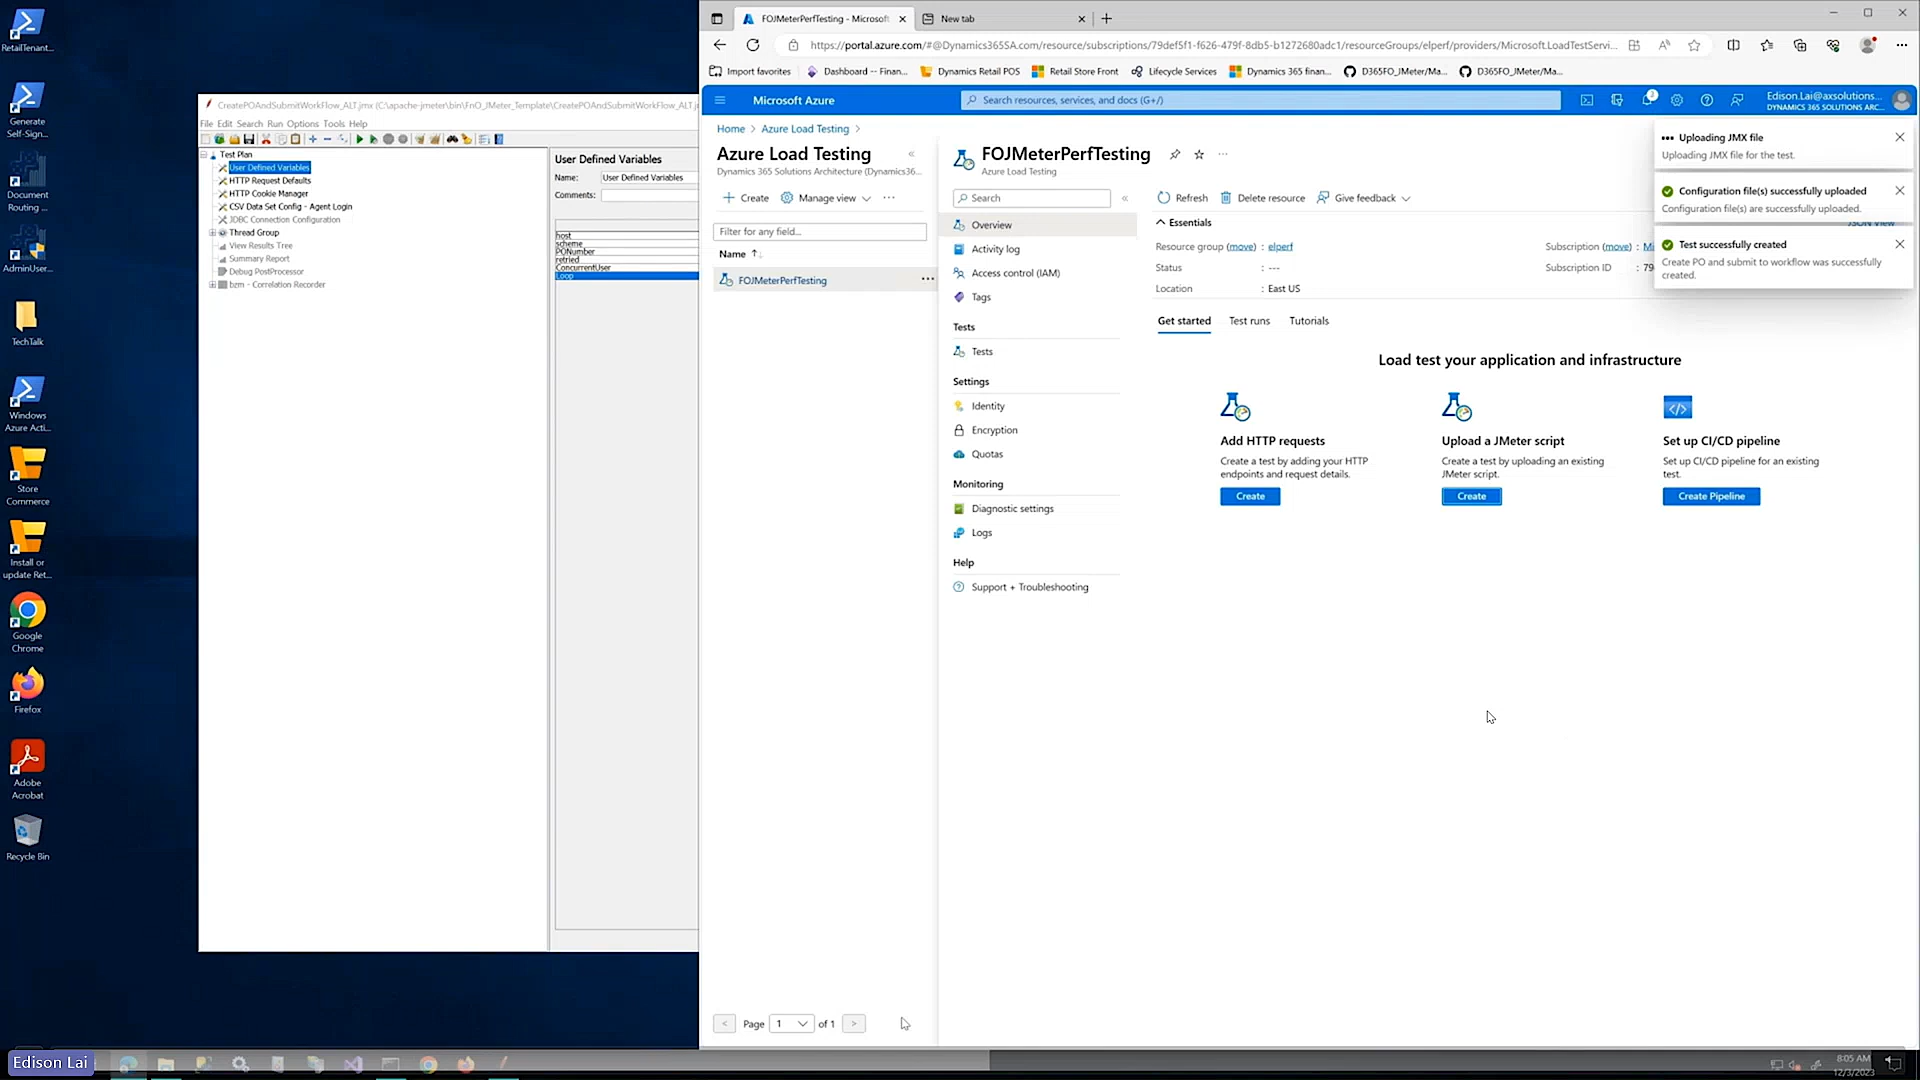 RetailTenant...
Generate
Self-Sign...
Document
Routing ...
AdminUser...
TechTalk
Windows
Azure Acti...
Store
Commerce
Install or
update Ret...
Google
Chrome
Firefox
Adobe
Acrobat
Recycle Bin
CreatePOAndSubmitWorkFlow_ALT.jmx (C:\apache-jmeter\bin\FnO_JMeter_Template\CreatePOAndSubmitWorkFlow_ALT.jm
File Edit Search Run Options Tools Help
Test Plan
User Defined Variables
HTTP Request Defaults
HTTP Cookie Manager
CSV Data Set Config - Agent Login
JDBC Connection Configuration
Thread Group
View Results Tree
Summary Report
Debug PostProcessor
bzm - Correlation Recorder
User Defined Variables
Name: User Defined Variables
Comments:
host
scheme
PONumber
retried
ConcurrentUser
Loop
FOJMeterPerfTesting - Microsoft
New tab
https://portal.azure.com/#@Dynamics365SA.com/resource/subscriptions/79def5f1-f626-479f-8db5-b1272680adc1/resourceGroups/elperf/providers/Microsoft.LoadTestServi...
Import favorites
Dashboard -- Finan...
Dynamics Retail POS
Retail Store Front
Lifecycle Services
Dynamics 365 finan...
D365FO_JMeter/Ma...
D365FO_JMeter/Ma...
Microsoft Azure
Search resources, services, and docs (G+/)
3
Edison.Lai@axsolutions...
DYNAMICS 365 SOLUTIONS ARC...
Home > Azure Load Testing >
Azure Load Testing
Dynamics 365 Solutions Architecture (Dynamics36...
Create
Manage view
Filter for any field...
Name
FOJMeterPerfTesting
Page 1 of 1
FOJMeterPerfTesting
Azure Load Testing
Search
Overview
Activity log
Access control (IAM)
Tags
Tests
Tests
Settings
Identity
Encryption
Quotas
Monitoring
Diagnostic settings
Logs
Help
Support + Troubleshooting
Refresh
Delete resource
Give feedback
Essentials
JSON View
Resource group (move) : elperf
Status : ---
Location : East US
Subscription (move) : Mi
Subscription ID : 79
Get started
Test runs
Tutorials
Load test your application and infrastructure
Add HTTP requests
Create a test by adding your HTTP
endpoints and request details.
Create
Upload a JMeter script
Create a test by uploading an existing
JMeter script.
Create
Set up CI/CD pipeline
Set up CI/CD pipeline for an existing
test.
Create Pipeline
Uploading JMX file
Uploading JMX file for the test.
Configuration file(s) successfully uploaded
Configuration file(s) are successfully uploaded.
Test successfully created
Create PO and submit to workflow was successfully
created.
Edison Lai
8:05 AM
12/3/2023